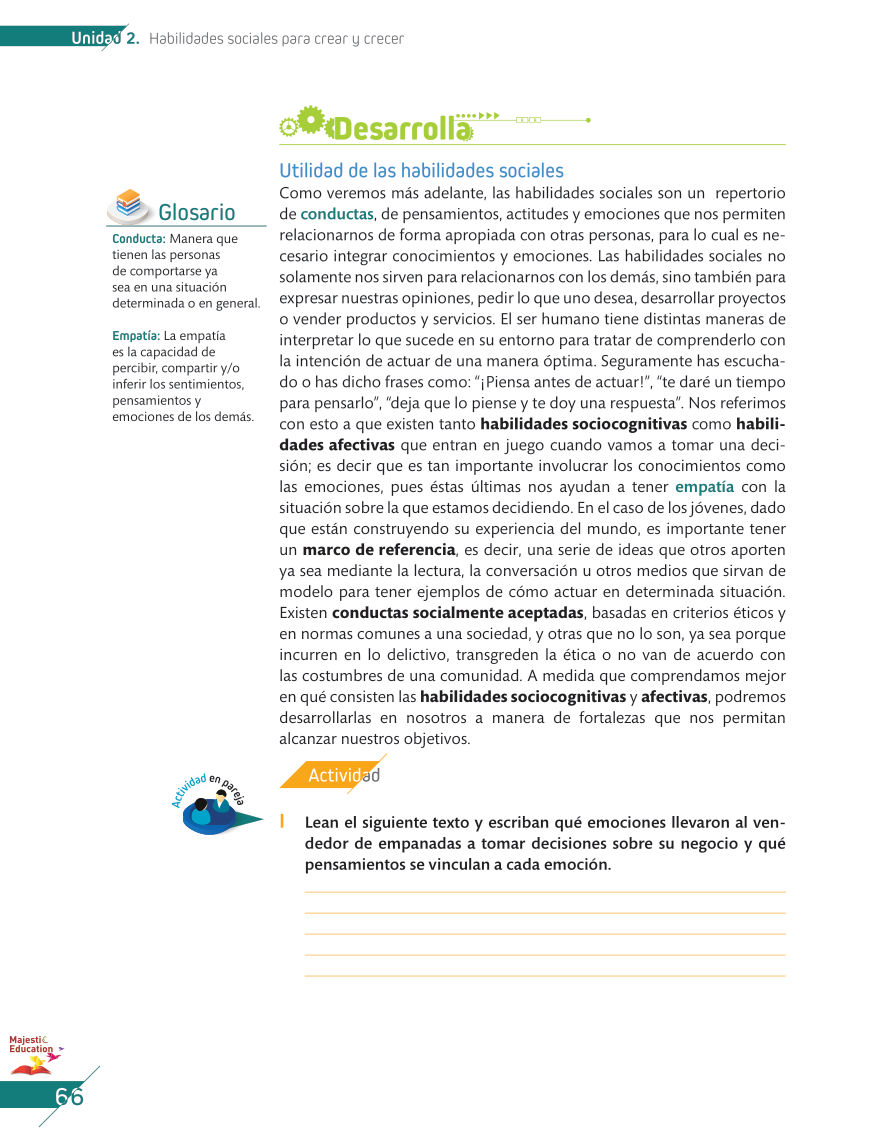 Unidad 2. Habilidades sociales para crear y crecer
Desarrolla
Utilidad de las habilidades sociales
Como veremos más adelante, las habilidades sociales son un repertorio
de conductas, de pensamientos, actitudes y emociones que nos permiten
relacionarnos de forma apropiada con otras personas, para lo cual es ne-
cesario integrar conocimientos y emociones. Las habilidades sociales no
solamente nos sirven para relacionarnos con los demás, sino también para
expresar nuestras opiniones, pedir lo que uno desea, desarrollar proyectos
o vender productos y servicios. El ser humano tiene distintas maneras de
interpretar lo que sucede en su entorno para tratar de comprenderlo con
la intención de actuar de una manera óptima. Seguramente has escucha-
do o has dicho frases como: “¡Piensa antes de actuar!”, “te daré un tiempo
para pensarlo”, “deja que lo piense y te doy una respuesta”. Nos referimos
con esto a que existen tanto habilidades sociocognitivas como habili-
dades afectivas que entran en juego cuando vamos a tomar una deci-
sión; es decir que es tan importante involucrar los conocimientos como
las emociones, pues éstas últimas nos ayudan a tener empatía con la
situación sobre la que estamos decidiendo. En el caso de los jóvenes, dado
que están construyendo su experiencia del mundo, es importante tener
un marco de referencia, es decir, una serie de ideas que otros aporten
ya sea mediante la lectura, la conversación u otros medios que sirvan de
modelo para tener ejemplos de cómo actuar en determinada situación.
Existen conductas socialmente aceptadas, basadas en criterios éticos y
en normas comunes a una sociedad, y otras que no lo son, ya sea porque
incurren en lo delictivo, transgreden la ética o no van de acuerdo con
las costumbres de una comunidad. A medida que comprendamos mejor
en qué consisten las habilidades sociocognitivas y afectivas, podremos
desarrollarlas en nosotros a manera de fortalezas que nos permitan
alcanzar nuestros objetivos.
Glosario
Conducta: Manera que
tienen las personas
de comportarse ya
sea en una situación
determinada o en general.
Empatía: La empatía
es la capacidad de
percibir, compartir y/o
inferir los sentimientos,
pensamientos y
emociones de los demás.
Actividad en pareja
Actividad
I Lean el siguiente texto y escriban qué emociones llevaron al ven-
dedor de empanadas a tomar decisiones sobre su negocio y qué
pensamientos se vinculan a cada emoción.
Majestic
Education
66